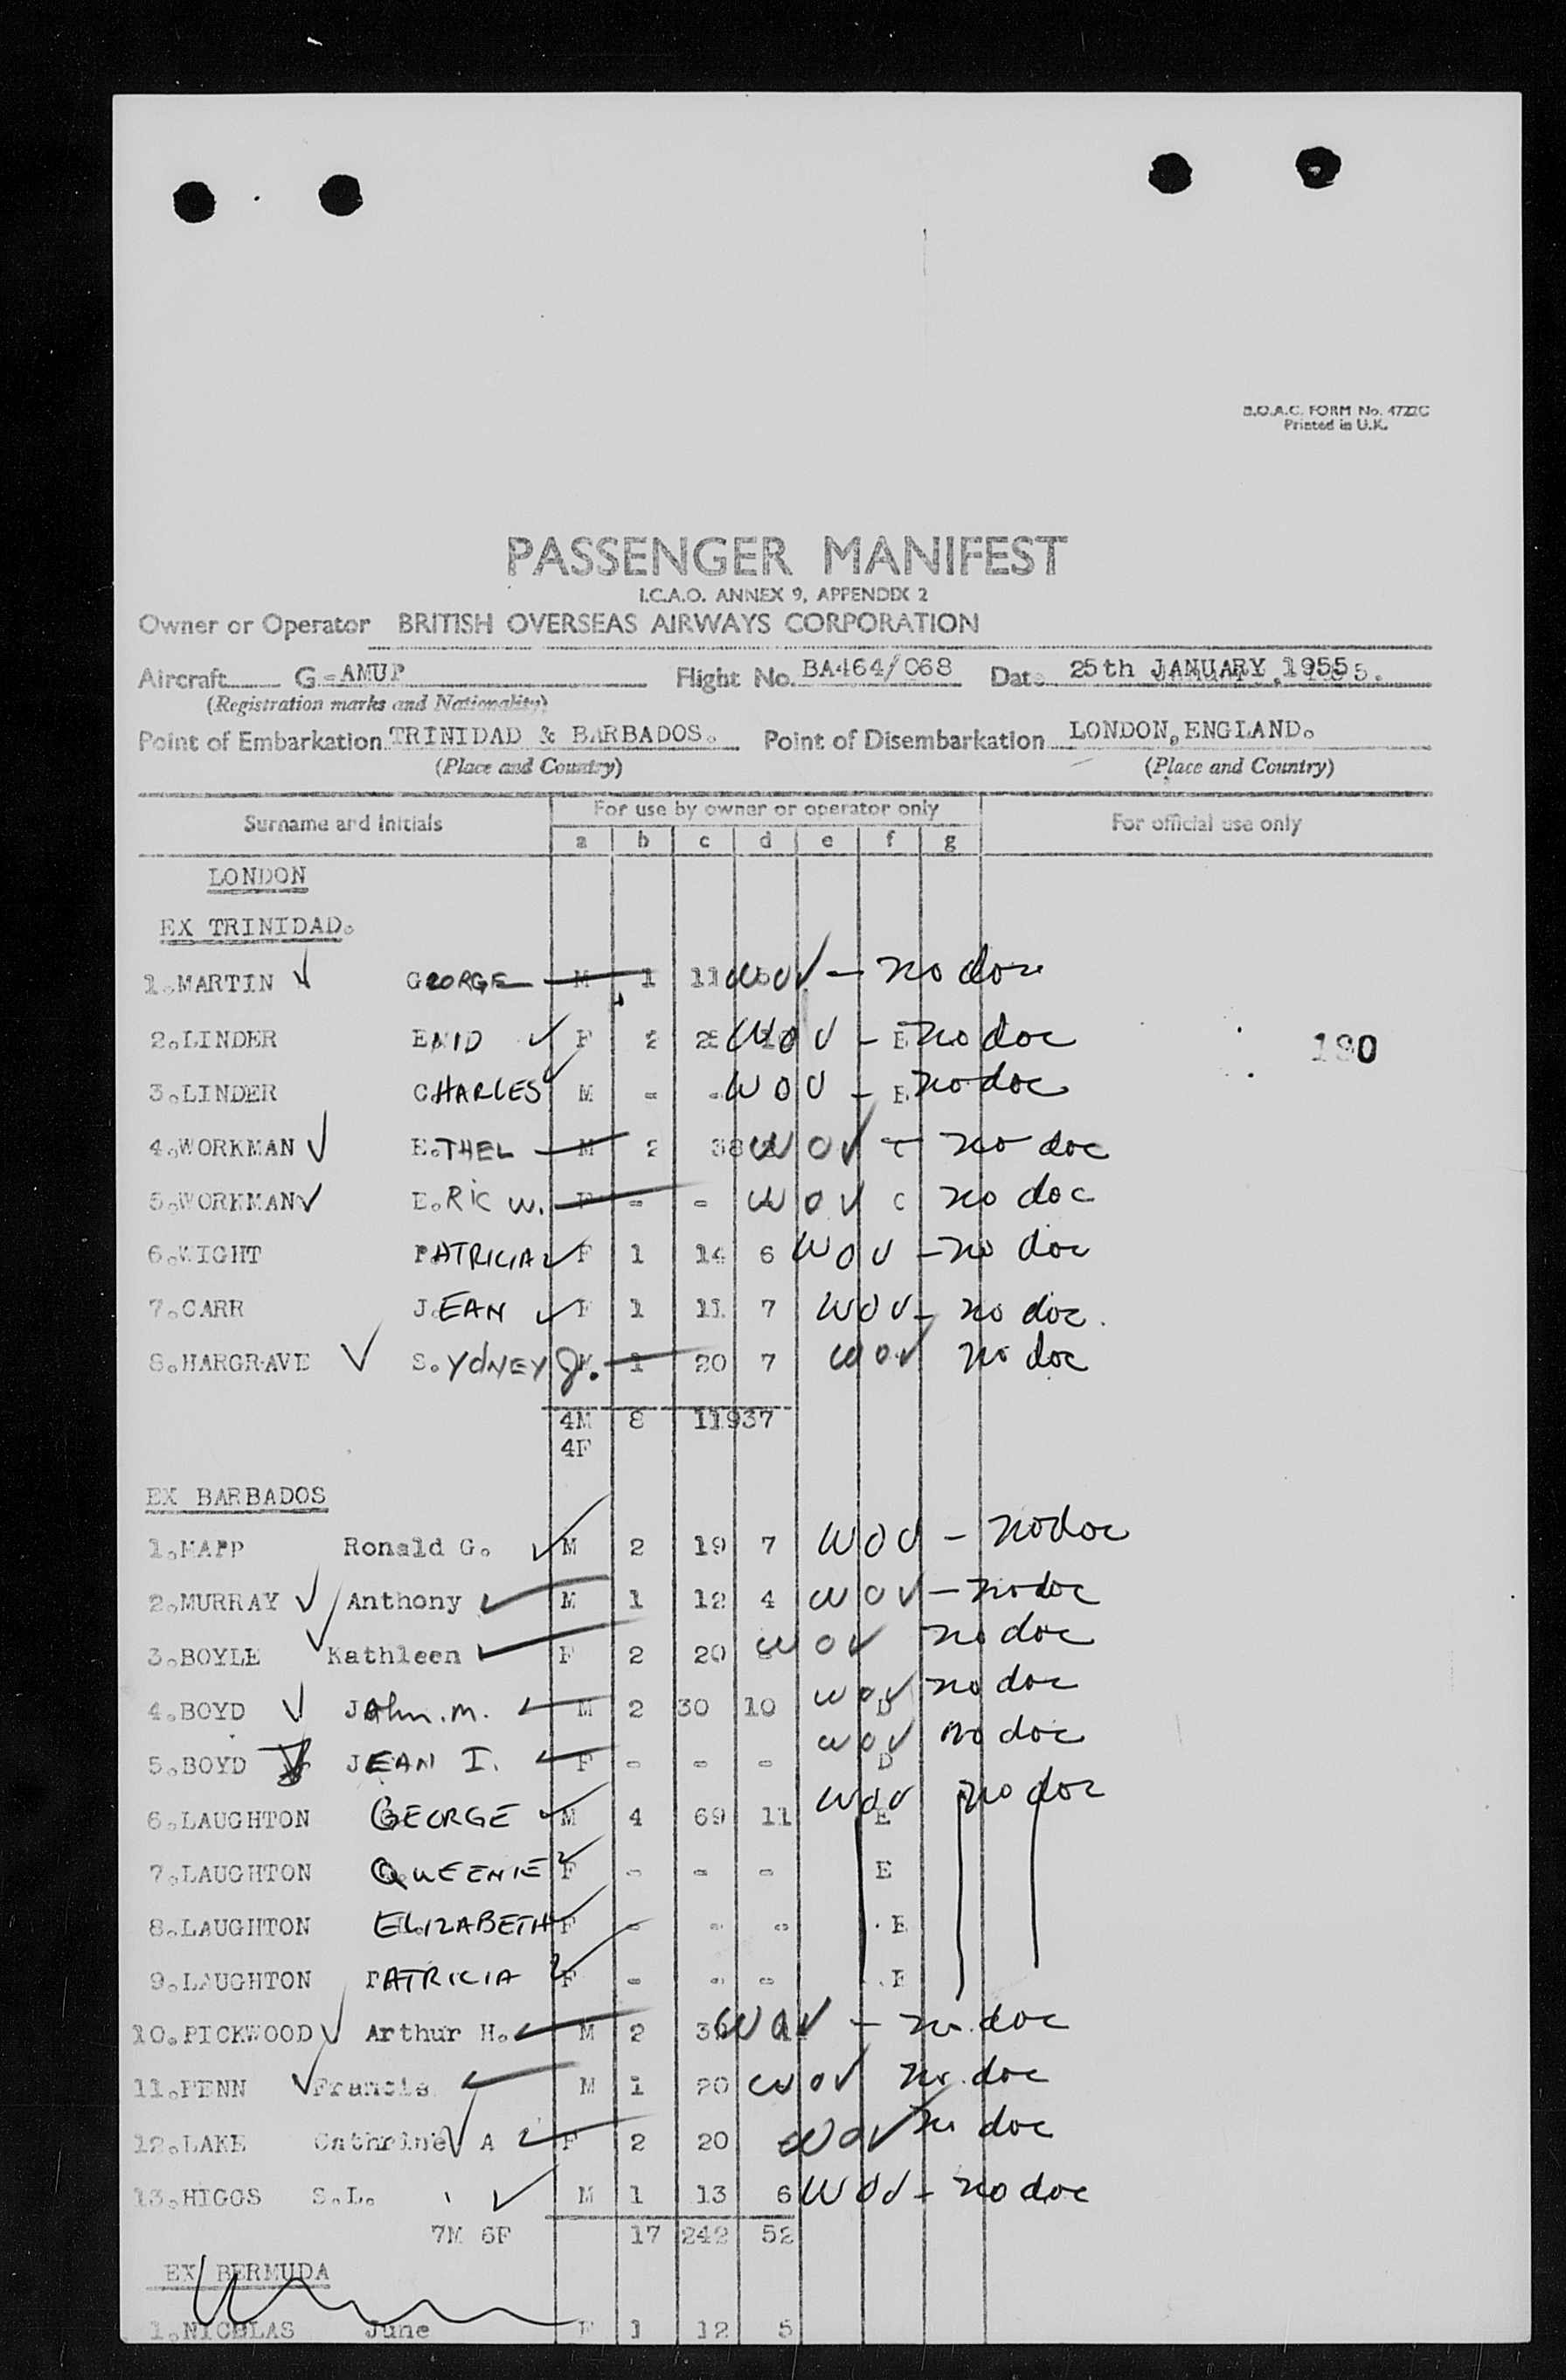 B.O.A.C. FORM No. 4722C
Printed in U.K.
PASSENGER MANIFEST
I.C.A.O. ANNEX 9, APPENDIX 2
Owner or Operator BRITISH OVERSEAS AIRWAYS CORPORATION
Aircraft G-AMUP Flight No. BA464/068 Date 25th JANUARY, 1955.
(Registration marks and Nationality)
Point of Embarkation TRINIDAD & BARBADOS. Point of Disembarkation LONDON, ENGLAND.
(Place and Country) (Place and Country)
Surname and Initials For use by owner or operator only For official use only
a b c d e f g
LONDON
EX TRINIDAD.
1.MARTIN GEORGE M 1 11 WOV - no doc
2.LINDER ENID F 2 WOV - E no doc
190
3.LINDER CHARLES M - - WOV - E no doc
4.WORKMAN E.THEL M 2 38 WOV C no doc
5.WORKMAN E.RIC W. F - - WOV C no doc
6.WIGHT PATRICIA F 1 14 6 WOV - no doc
7.CARR J.EAN F 1 11 7 WOV - no doc.
8.HARGRAVE S.YDNEY J. 1 20 7 WOV no doc
4M 8 119 37
4F
EX BARBADOS
1.MAPP Ronald G. M 2 19 7 WOV - no doc
2.MURRAY Anthony M 1 12 4 WOV - no doc
3.BOYLE Kathleen F 2 20 WOV no doc
4.BOYD John. M. M 2 30 10 WOV D no doc
5.BOYD JEAN I. F - - - WOV D no doc
6.LAUGHTON GEORGE M 4 69 11 WOV E no doc
7.LAUGHTON QUEENIE F - - - E
8.LAUGHTON ELIZABETH F - - - E
9.LAUGHTON PATRICIA F - - - E
10.PICKWOOD Arthur H. M 2 WOV - no doc
11.PENN Francis M 1 20 WOV no doc
12.LAKE Cathrine A F 2 20 WOV no doc
13.HIGGS S.L. M 1 13 6 WOV - no doc
7M 6F 17 242 52
EX BERMUDA
1.NICHLAS June F 1 12 5